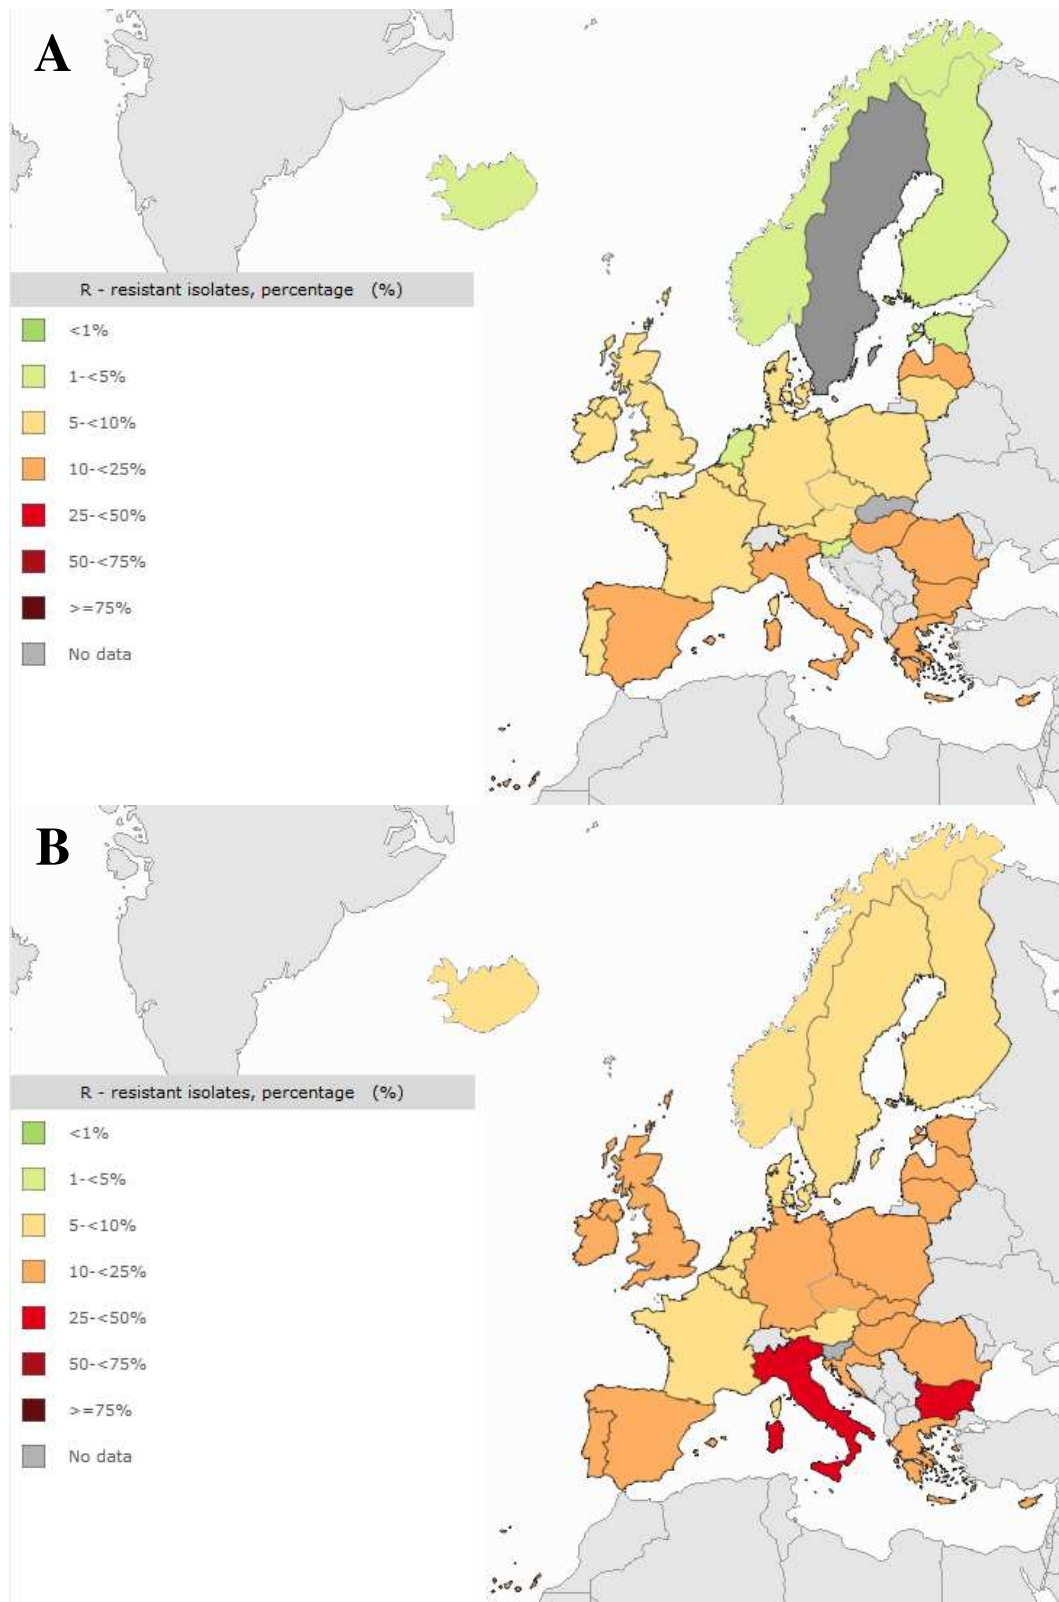 A
R - resistant isolates, percentage (%)
<1%
1-<5%
5-<10%
10-<25%
25-<50%
50-<75%
>=75%
No data
B
R - resistant isolates, percentage (%)
<1%
1-<5%
5-<10%
10-<25%
25-<50%
50-<75%
>=75%
No data